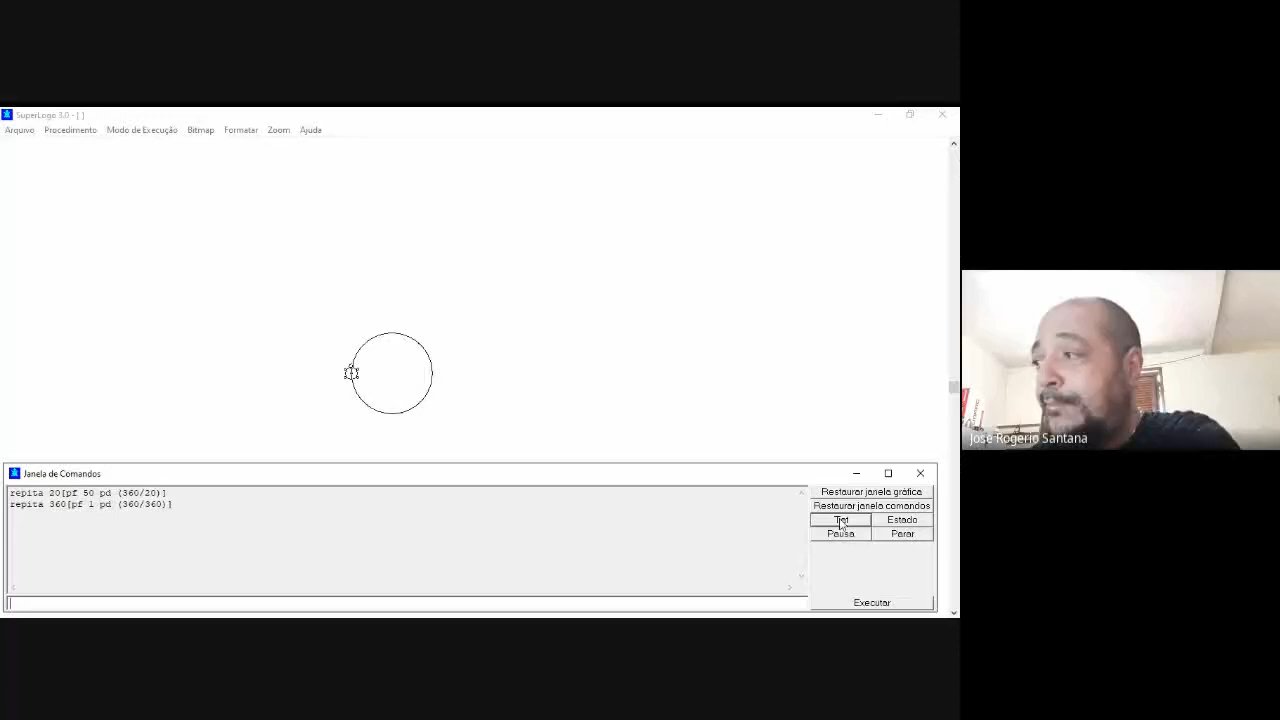 SuperLogo 3.0 - [ ]
Arquivo Procedimento Modo de Execução Bitmap Formatar Zoom Ajuda
Janela de Comandos
repita 20[pf 50 pd (360/20)]
repita 360[pf 1 pd (360/360)]
Restaurar janela gráfica
Restaurar janela comandos
Tat Estado
Pausa Parar
Executar
José Rogério Santana